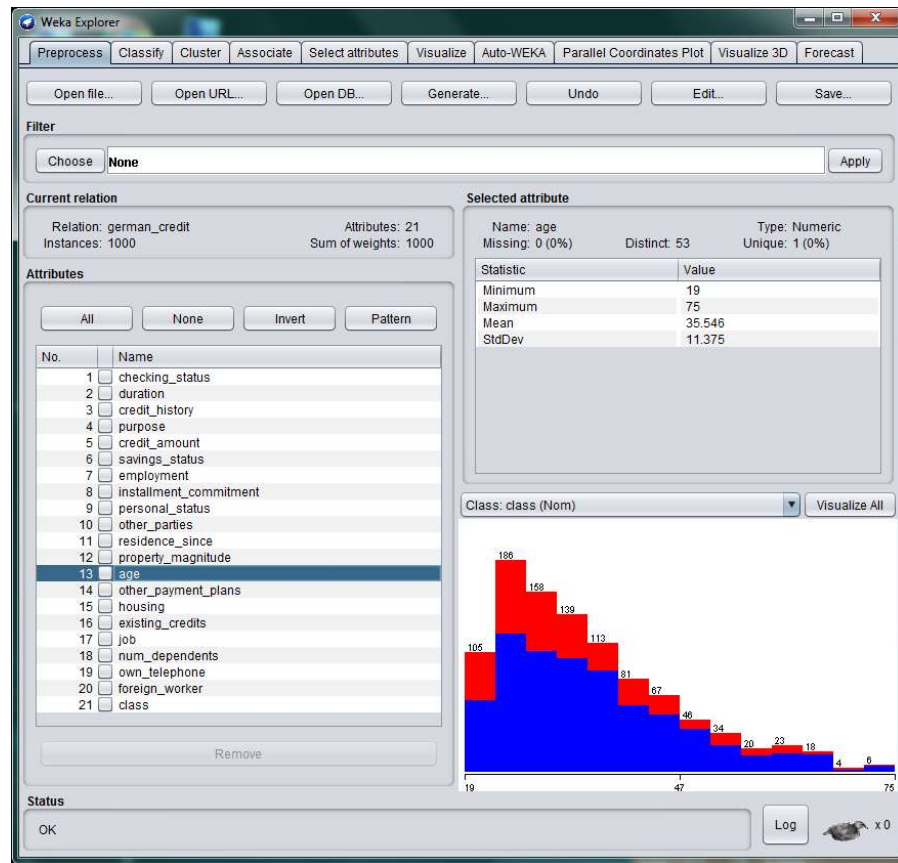 Weka Explorer
Preprocess Classify Cluster Associate Select attributes Visualize Auto-WEKA Parallel Coordinates Plot Visualize 3D Forecast
Open file... Open URL... Open DB... Generate... Undo Edit... Save...
Filter
Choose None Apply
Current relation
Relation: german_credit Attributes: 21
Instances: 1000 Sum of weights: 1000
Attributes
All None Invert Pattern
No. Name
1 checking_status
2 duration
3 credit_history
4 purpose
5 credit_amount
6 savings_status
7 employment
8 installment_commitment
9 personal_status
10 other_parties
11 residence_since
12 property_magnitude
13 age
14 other_payment_plans
15 housing
16 existing_credits
17 job
18 num_dependents
19 own_telephone
20 foreign_worker
21 class
Remove
Selected attribute
Name: age Type: Numeric
Missing: 0 (0%) Distinct: 53 Unique: 1 (0%)
Statistic Value
Minimum 19
Maximum 75
Mean 35.546
StdDev 11.375
Class: class (Nom) Visualize All
105 186 158 139 113 81 67 46 34 20 23 18 4 6
19 47 75
Status
OK Log x 0